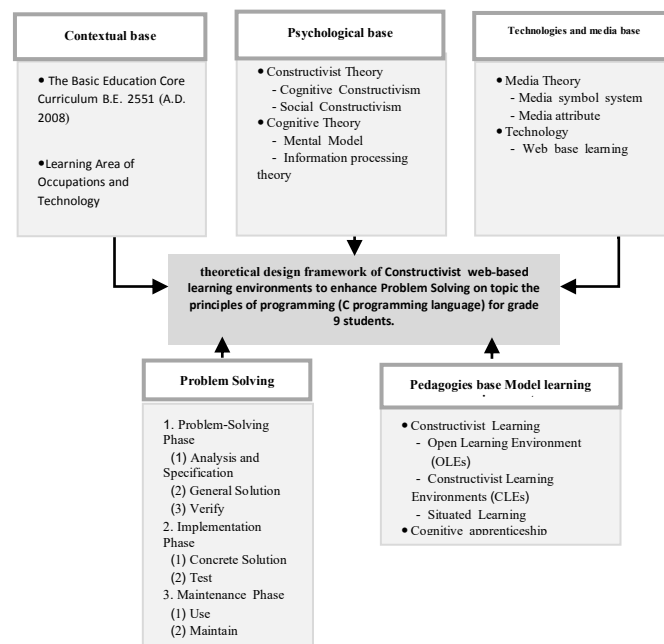 Contextual base
• The Basic Education Core
Curriculum B.E. 2551 (A.D.
2008)
•Learning Area of
Occupations and
Technology
Psychological base
• Constructivist Theory
- Cognitive Constructivism
- Social Constructivism
• Cognitive Theory
- Mental Model
- Information processing
theory
Technologies and media base
• Media Theory
- Media symbol system
- Media attribute
• Technology
- Web base learning
theoretical design framework of Constructivist web-based
learning environments to enhance Problem Solving on topic the
principles of programming (C programming language) for grade
9 students.
Problem Solving
1. Problem-Solving
Phase
(1) Analysis and
Specification
(2) General Solution
(3) Verify
2. Implementation
Phase
(1) Concrete Solution
(2) Test
3. Maintenance Phase
(1) Use
(2) Maintain
Pedagogies base Model learning
• Constructivist Learning
- Open Learning Environment
(OLEs)
- Constructivist Learning
Environments (CLEs)
- Situated Learning
• Cognitive apprenticeship